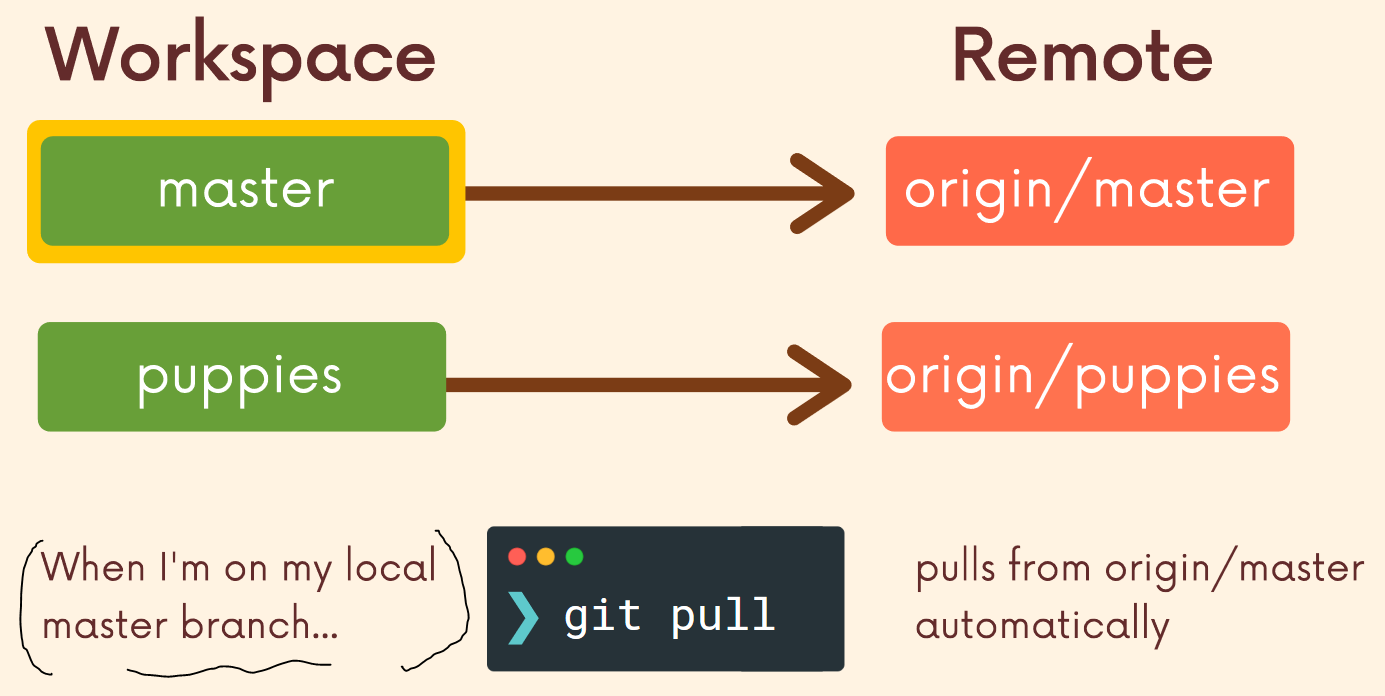 Workspace
Remote
master
origin/master
puppies
origin/puppies
When I'm on my local
master branch...
❯ git pull
pulls from origin/master
automatically